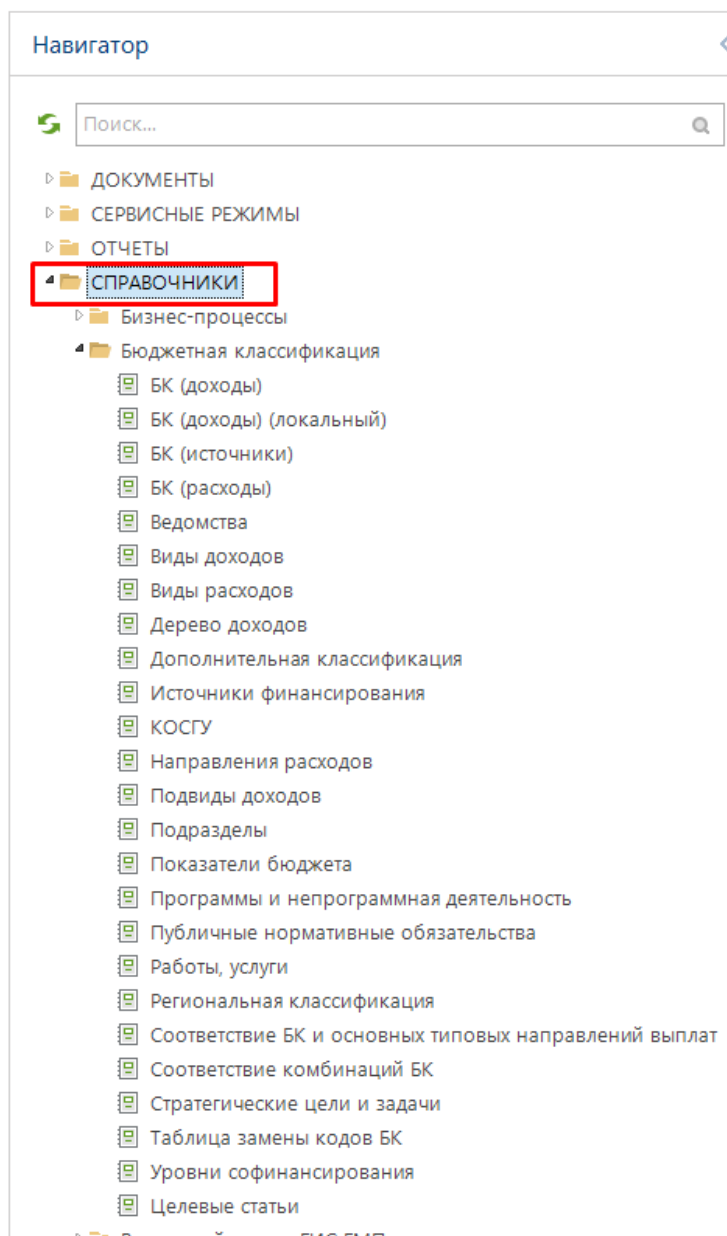 Навигатор
Поиск...
ДОКУМЕНТЫ
СЕРВИСНЫЕ РЕЖИМЫ
ОТЧЕТЫ
СПРАВОЧНИКИ
Бизнес-процессы
Бюджетная классификация
БК (доходы)
БК (доходы) (локальный)
БК (источники)
БК (расходы)
Ведомства
Виды доходов
Виды расходов
Дерево доходов
Дополнительная классификация
Источники финансирования
КОСГУ
Направления расходов
Подвиды доходов
Подразделы
Показатели бюджета
Программы и непрограммная деятельность
Публичные нормативные обязательства
Работы, услуги
Региональная классификация
Соответствие БК и основных типовых направлений выплат
Соответствие комбинаций БК
Стратегические цели и задачи
Таблица замены кодов БК
Уровни софинансирования
Целевые статьи